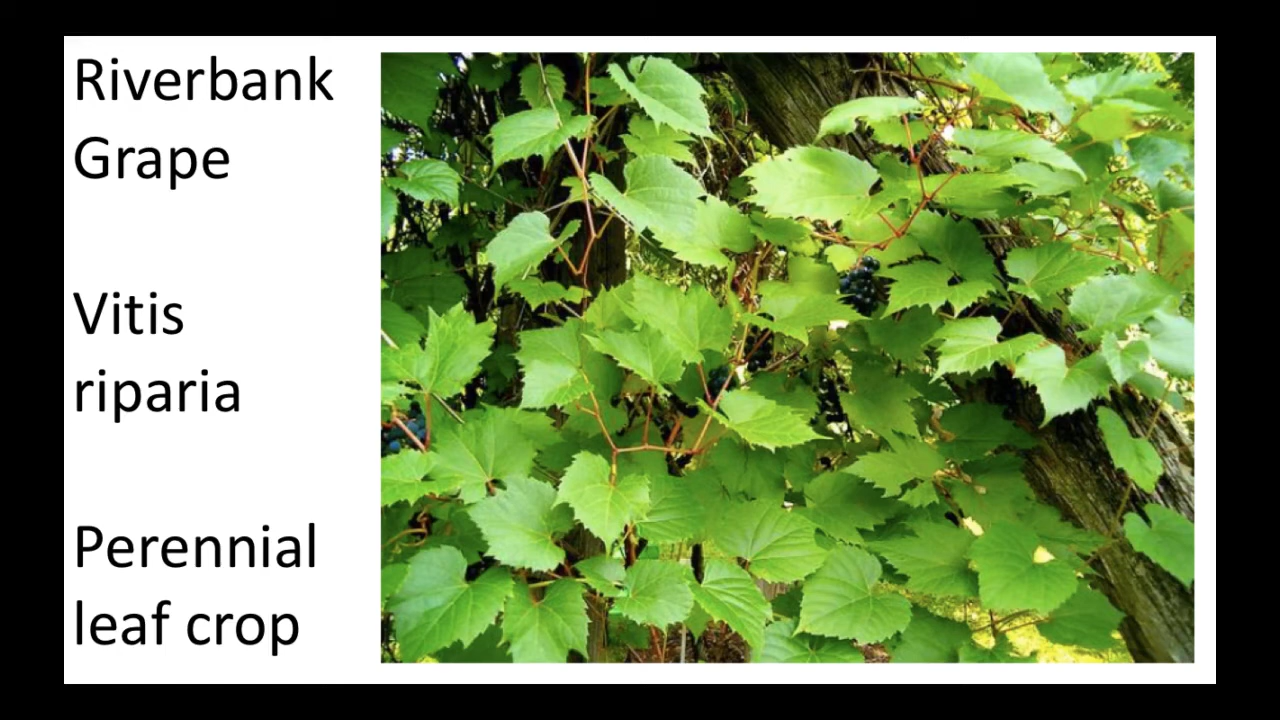 Riverbank
Grape
Vitis
riparia
Perennial
leaf crop